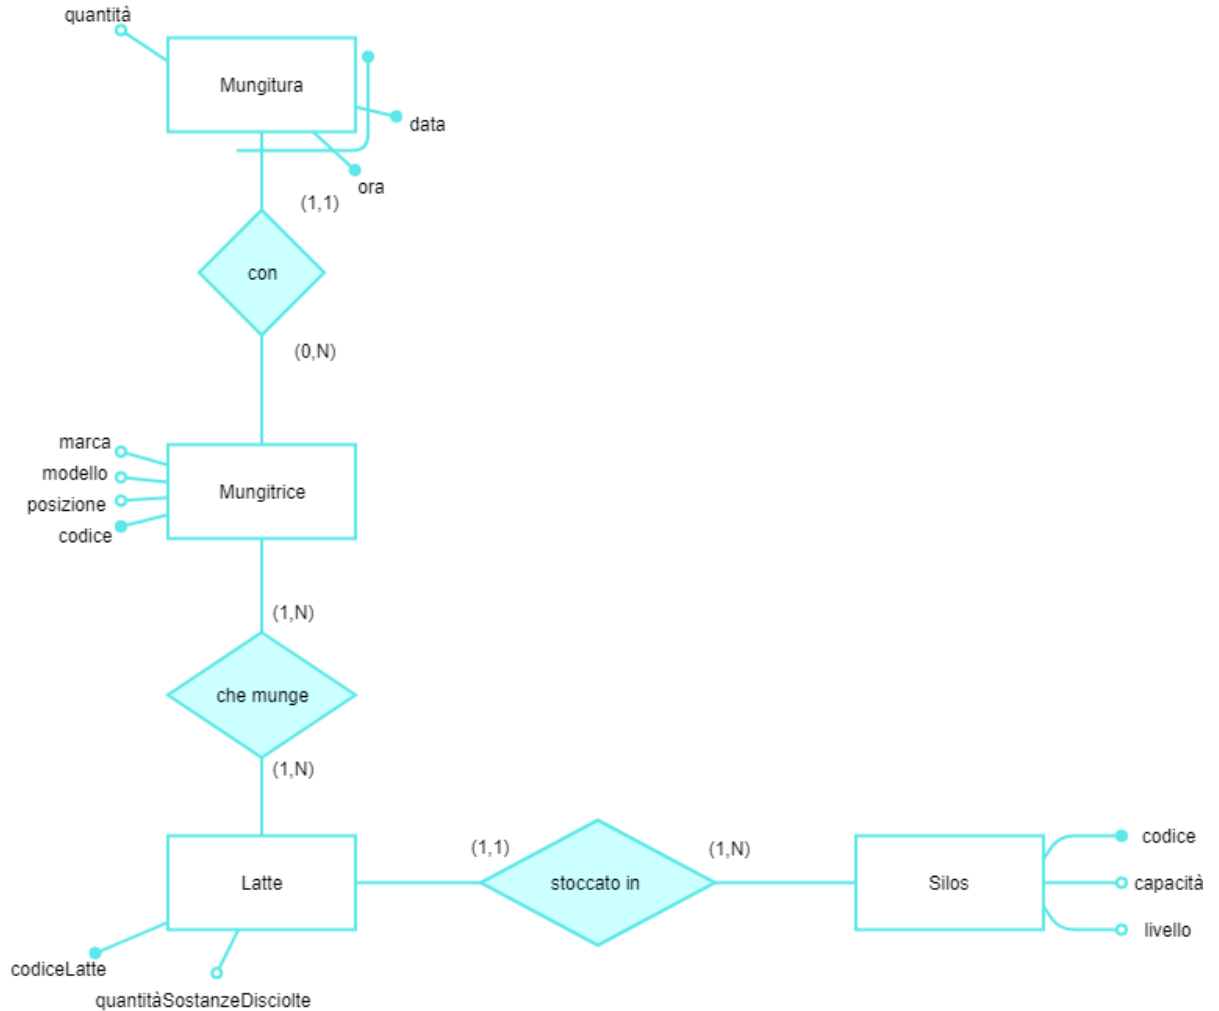 quantità
Mungitura
data
ora
(1,1)
con
(0,N)
marca
modello
posizione
codice
Mungitrice
(1,N)
che munge
(1,N)
Latte
(1,1)
stoccato in
(1,N)
Silos
codice
capacità
livello
codiceLatte
quantitàSostanzeDisciolte